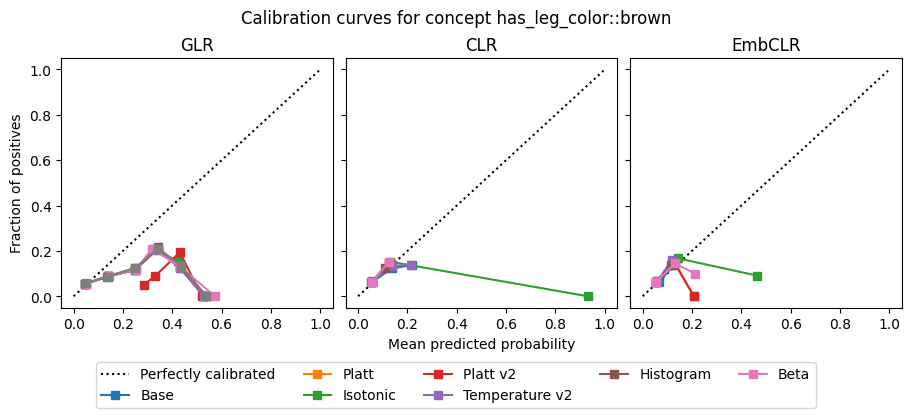 Calibration curves for concept has_leg_color::brown
GLR
CLR
EmbCLR
Fraction of positives
1.0
0.8
0.6
0.4
0.2
0.0
0.0 0.2 0.4 0.6 0.8 1.0
0.0 0.2 0.4 0.6 0.8 1.0
0.0 0.2 0.4 0.6 0.8 1.0
Mean predicted probability
Perfectly calibrated
Base
Platt
Isotonic
Platt v2
Temperature v2
Histogram
Beta